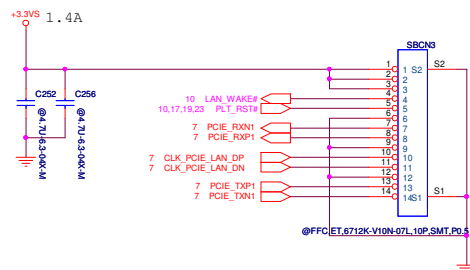 +3.3VS 1.4A
SBCN3
C252 C256
@4.7U-6.3-04X-M @4.7U-6.3-04X-M
1 1 S2 S2
2 2
3 3
10 LAN_WAKE# 4 4
10,17,19,23 PLT_RST# 5 5
6 6
7 PCIE_RXN1 7 7
7 PCIE_RXP1 8 8
9 9
7 CLK_PCIE_LAN_DP 10 10
7 CLK_PCIE_LAN_DN 11 11
12 12
7 PCIE_TXP1 13 13
7 PCIE_TXN1 14 14 S1 S1
@FFC,ET,6712K-V10N-07L,10P,SMT,P0.5